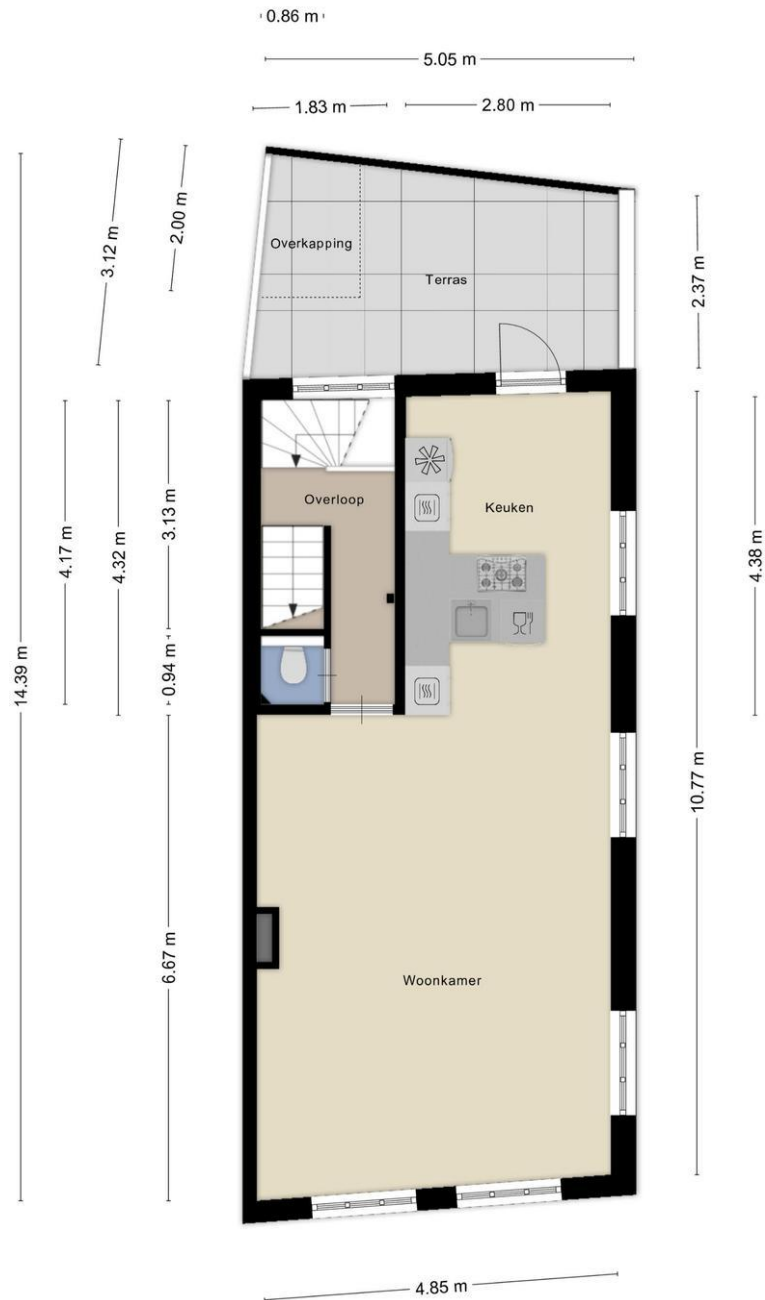 0.86 m
5.05 m
1.83 m
2.80 m
3.12 m
2.00 m
2.37 m
Overkapping
Terras
14.39 m
4.17 m
4.32 m
3.13 m
0.94 m
6.67 m
Overloop
Keuken
4.38 m
10.77 m
Woonkamer
4.85 m